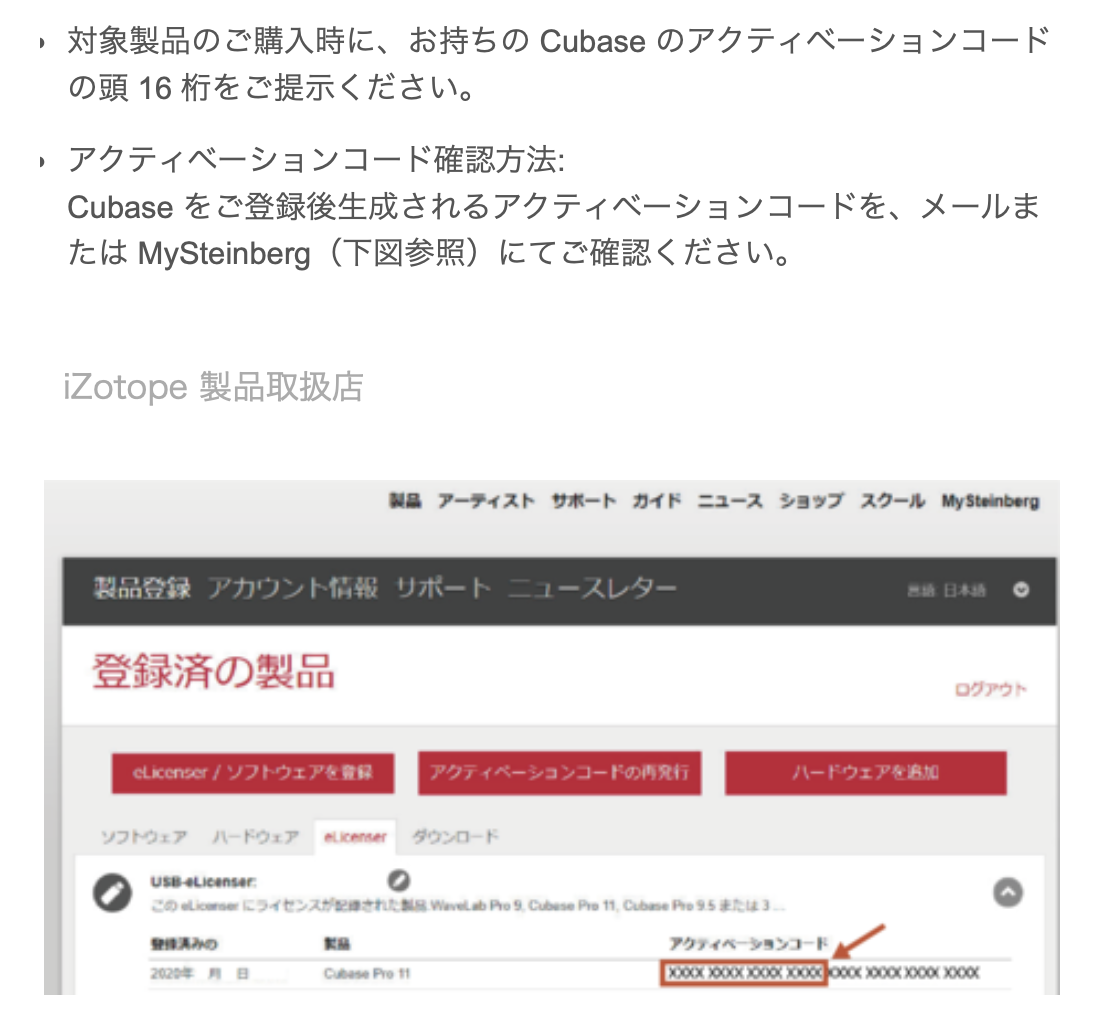 対象製品のご購入時に、お持ちの Cubase のアクティベーションコード
の頭 16 桁をご提示ください。
アクティベーションコード確認方法:
Cubase をご登録後生成されるアクティベーションコードを、メールま
たは MySteinberg（下図参照）にてご確認ください。
iZotope 製品取扱店
製品 アーティスト サポート ガイド ニュース ショップ スクール MySteinberg
製品登録 アカウント情報 サポート ニュースレター 言語 日本語
登録済の製品
ログアウト
eLicenser / ソフトウェアを登録 アクティベーションコードの再発行 ハードウェアを追加
ソフトウェア ハードウェア eLicenser ダウンロード
USB-eLicenser:
この eLicenser にライセンスが記録された製品 WaveLab Pro 9, Cubase Pro 11, Cubase Pro 9.5 または 3 ...
登録済みの 製品 アクティベーションコード
2020年 月 日 Cubase Pro 11 XXXX XXXX XXXX XXXX XXXX XXXX XXXX XXXX